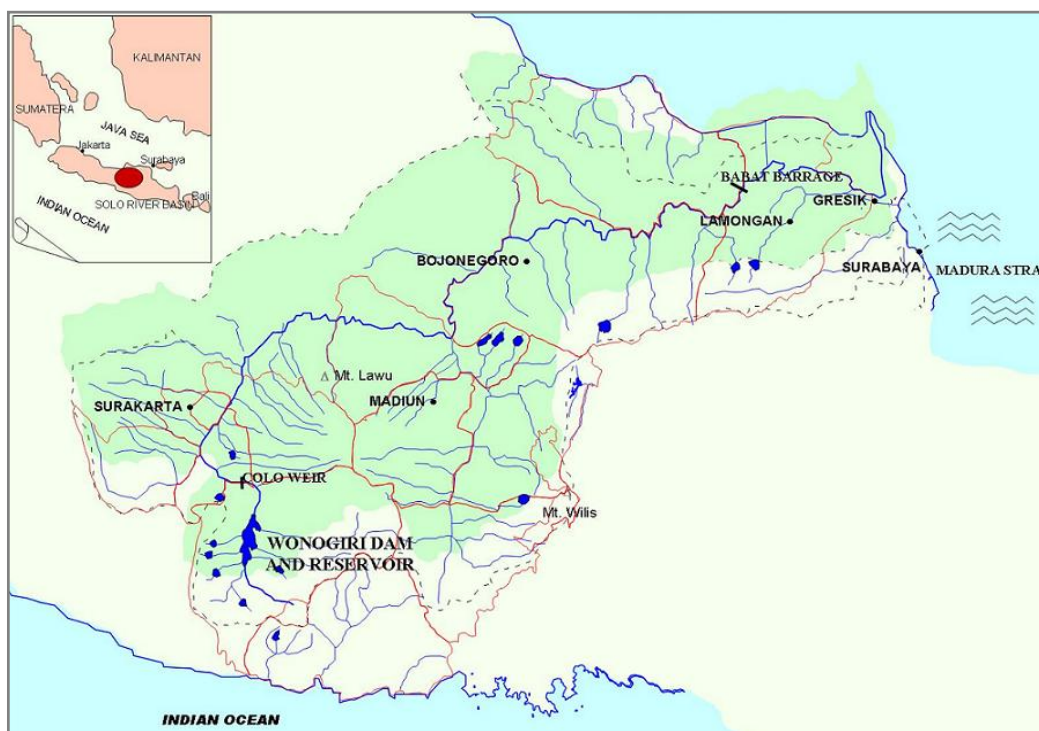 KALIMANTAN
SUMATERA
JAVA SEA
Jakarta
Surabaya
Bali
SOLO RIVER BASIN
INDIAN OCEAN
BABAT BARRAGE
GRESIK
LAMONGAN
BOJONEGORO
SURABAYA
MADURA STRA
Δ Mt. Lawu
MADIUN
SURAKARTA
COLO WEIR
Mt. Wilis
WONOGIRI DAM
AND RESERVOIR
INDIAN OCEAN